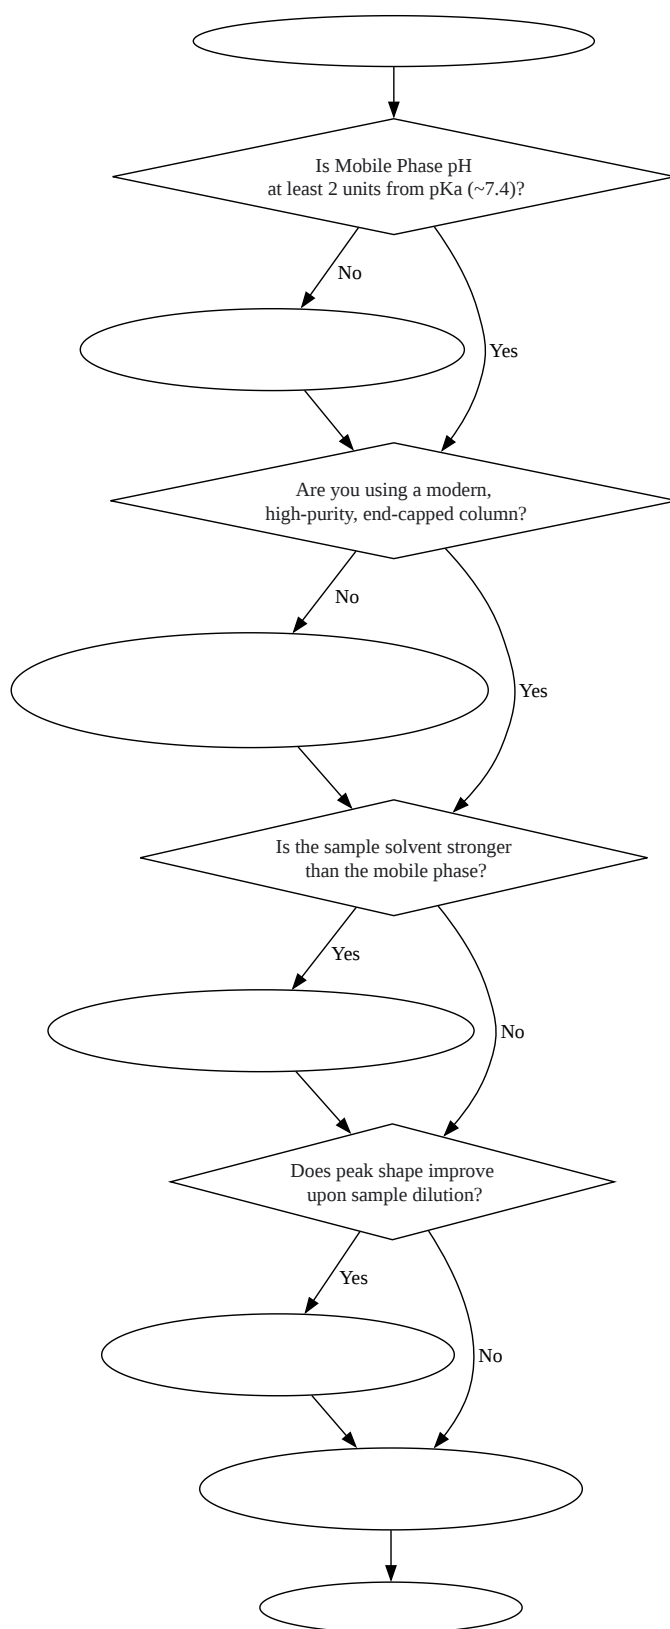 Is Mobile Phase pH
at least 2 units from pKa (~7.4)?
No
Yes
Are you using a modern,
high-purity, end-capped column?
No
Yes
Is the sample solvent stronger
than the mobile phase?
Yes
No
Does peak shape improve
upon sample dilution?
Yes
No